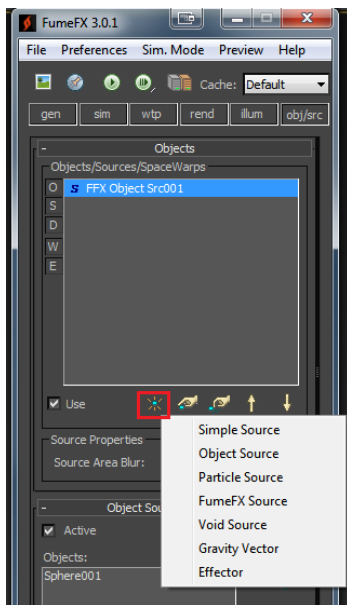 FumeFX 3.0.1
File Preferences Sim. Mode Preview Help
Cache: Default
gen sim wtp rend illum obj/src
- Objects
Objects/Sources/SpaceWarps
O S FFX Object Src001
S
D
W
E
Use
Simple Source
Object Source
Particle Source
FumeFX Source
Void Source
Gravity Vector
Effector
Source Properties
Source Area Blur:
- Object Sou
Active
Objects:
Sphere001